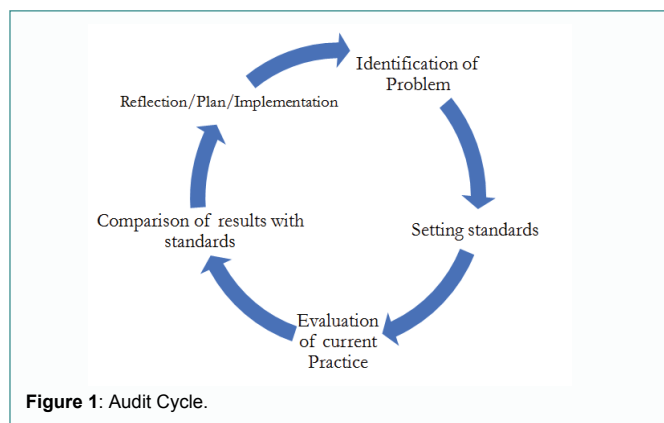 Identification of
Problem
Reflection/Plan/Implementation
Comparison of results with
standards
Setting standards
Evaluation
of current
Practice
Figure 1: Audit Cycle.